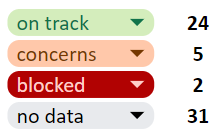 on track 24
concerns 5
blocked 2
no data 31